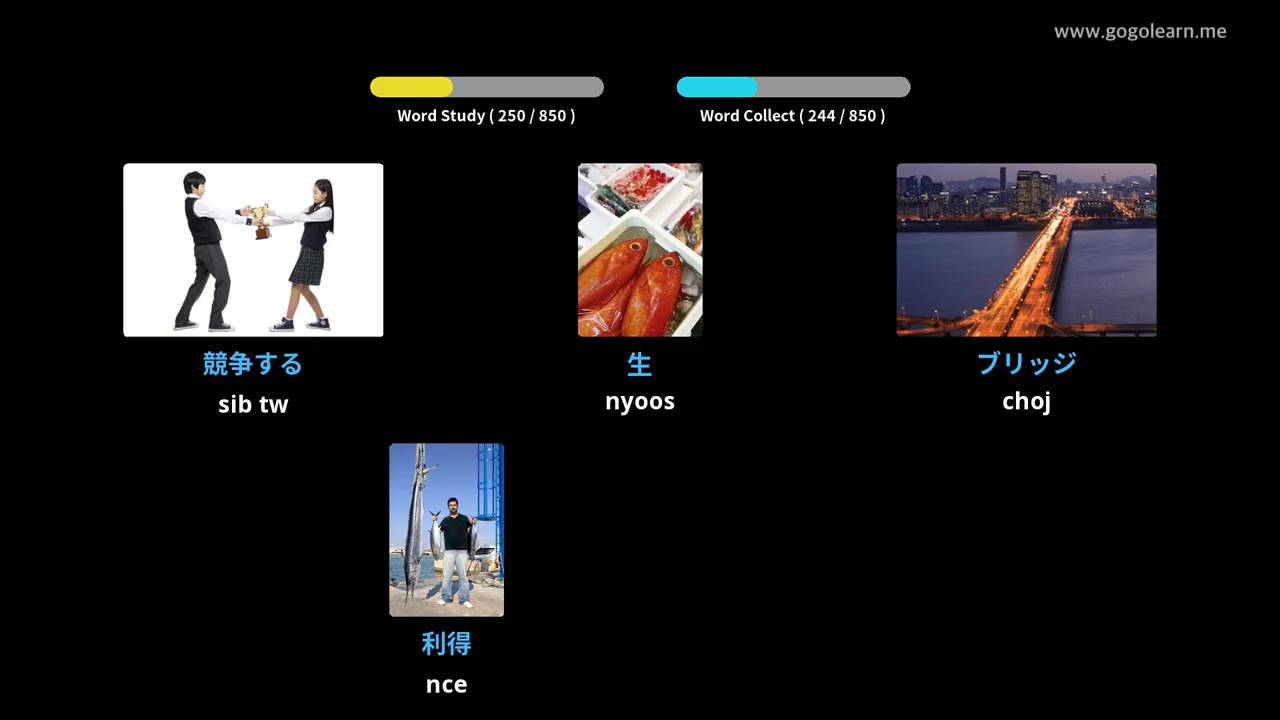 www.gogolearn.me
Word Study ( 250 / 850 )
Word Collect ( 244 / 850 )
競争する
sib tw
生
nyoos
ブリッジ
choj
利得
nce